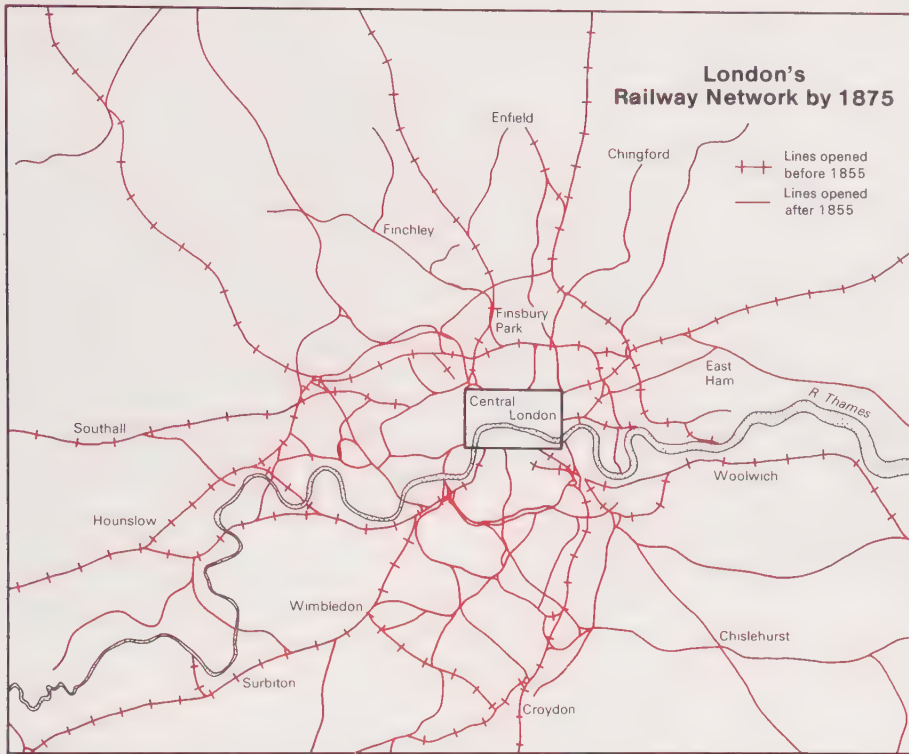 London's
Railway Network by 1875
Lines opened
before 1855
Lines opened
after 1855
Enfield
Chingford
Finchley
Finsbury
Park
East
Ham
Central
London
R Thames
Southall
Woolwich
Hounslow
Wimbledon
Chislehurst
Surbiton
Croydon